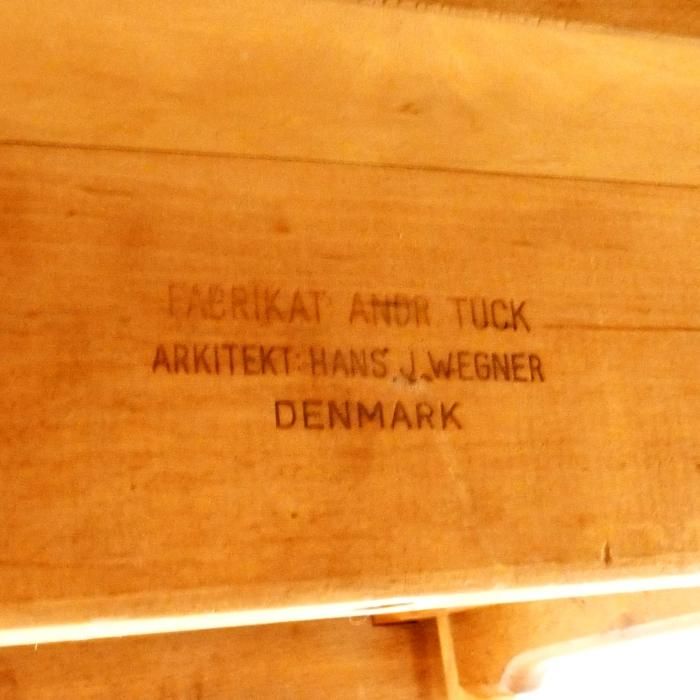 FABRIKAT ANDR TUCK
ARKITEKT: HANS J. WEGNER
DENMARK